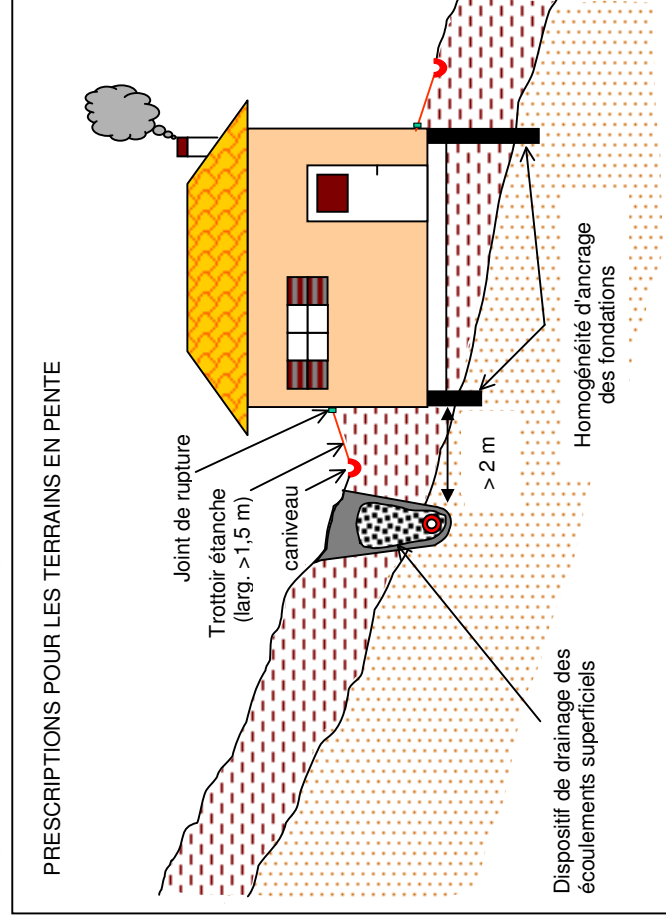 PRESCRIPTIONS POUR LES TERRAINS EN PENTE
Joint de rupture
Trottoir étanche
(larg. >1,5 m)
caniveau
> 2 m
Homogénéité d'ancrage
des fondations
Dispositif de drainage des
écoulements superficiels